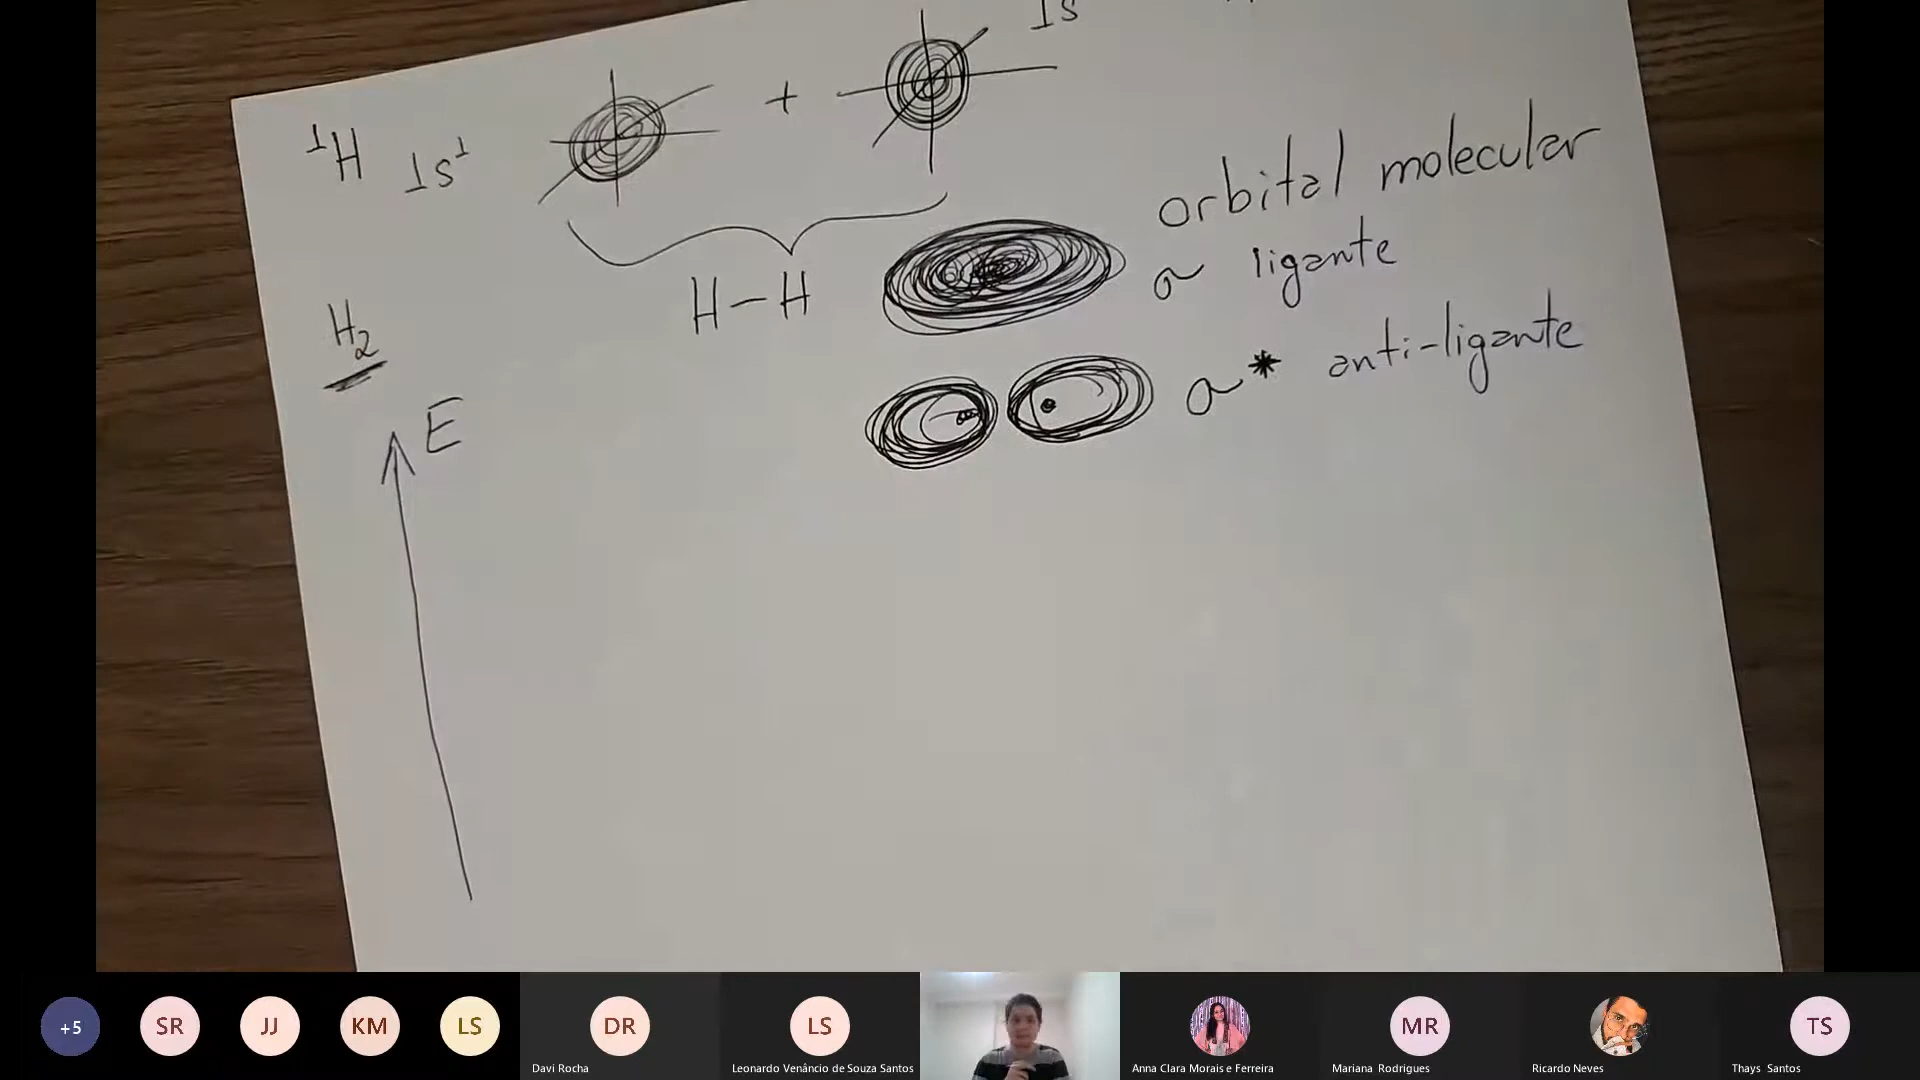 1s
+
¹H 1s¹
orbital molecular
σ ligante
H–H
H₂
σ* anti-ligante
E
+5 SR JJ KM LS DR LS MR TS
Davi Rocha Leonardo Venâncio de Souza Santos Anna Clara Morais e Ferreira Mariana Rodrigues Ricardo Neves Thays Santos